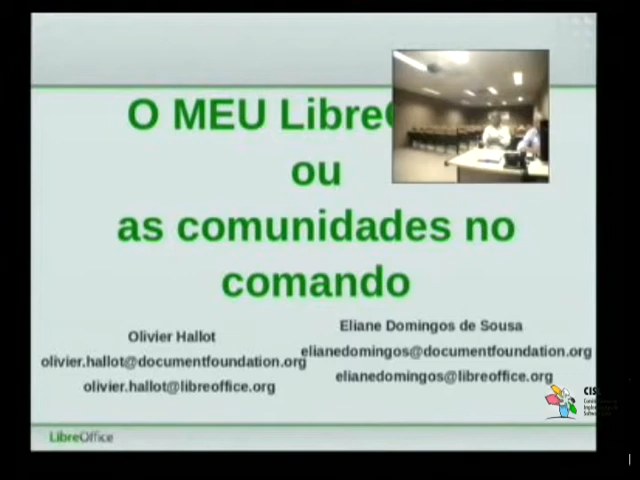 O MEU Libre
ou
as comunidades no
comando
Olivier Hallot
olivier.hallot@documentfoundation.org
olivier.hallot@libreoffice.org
Eliane Domingos de Sousa
elianedomingos@documentfoundation.org
elianedomingos@libreoffice.org
CIS
LibreOffice